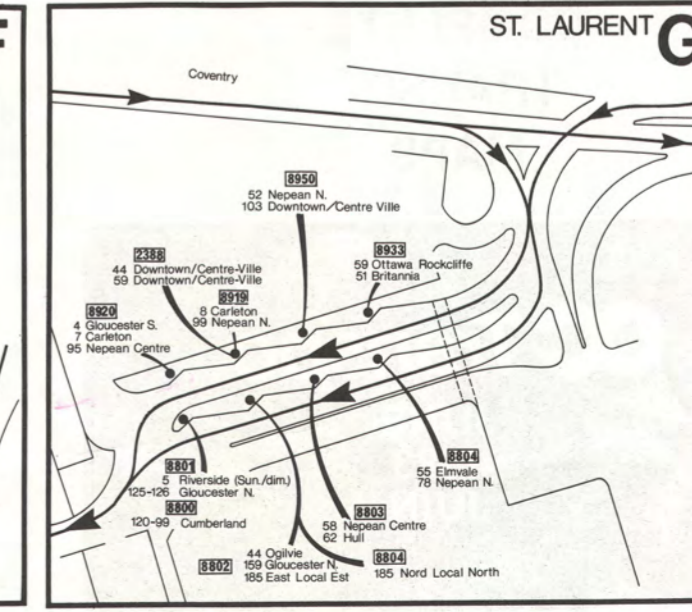 F
ST. LAURENT G
Coventry
8950
52 Nepean N.
103 Downtown/Centre Ville
2388
44 Downtown/Centre-Ville
59 Downtown/Centre-Ville
8933
59 Ottawa Rockcliffe
51 Britannia
8919
8 Carleton
99 Nepean N.
8920
4 Gloucester S.
7 Carleton
95 Nepean Centre
8801
5 Riverside (Sun./dim.)
125-126 Gloucester N.
8800
120-99 Cumberland
8804
55 Elmvale
78 Nepean N.
8803
58 Nepean Centre
62 Hull
8802
44 Ogilvie
159 Gloucester N.
185 East Local Est
8804
185 Nord Local North